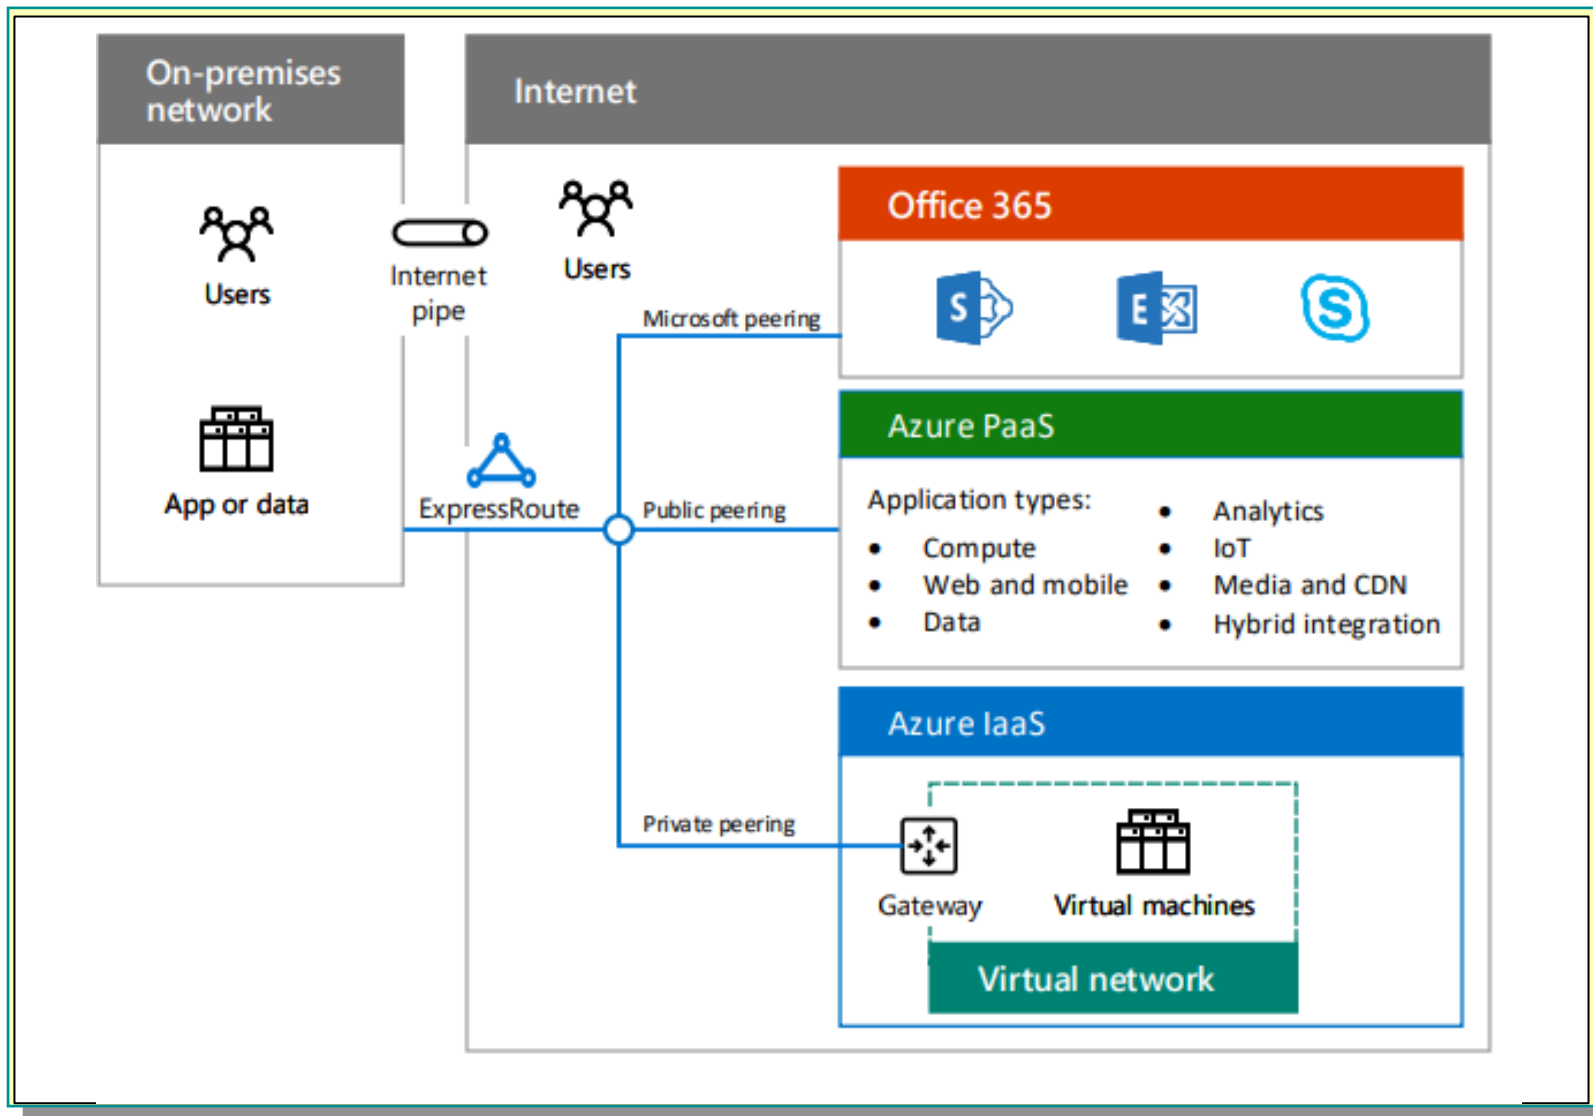 On-premises
network
Internet
Users
Internet
pipe
Users
App or data
ExpressRoute
Microsoft peering
Public peering
Private peering
Office 365
S
E
S
Azure PaaS
Application types:
• Compute
• Web and mobile
• Data
• Analytics
• IoT
• Media and CDN
• Hybrid integration
Azure IaaS
Gateway
Virtual machines
Virtual network